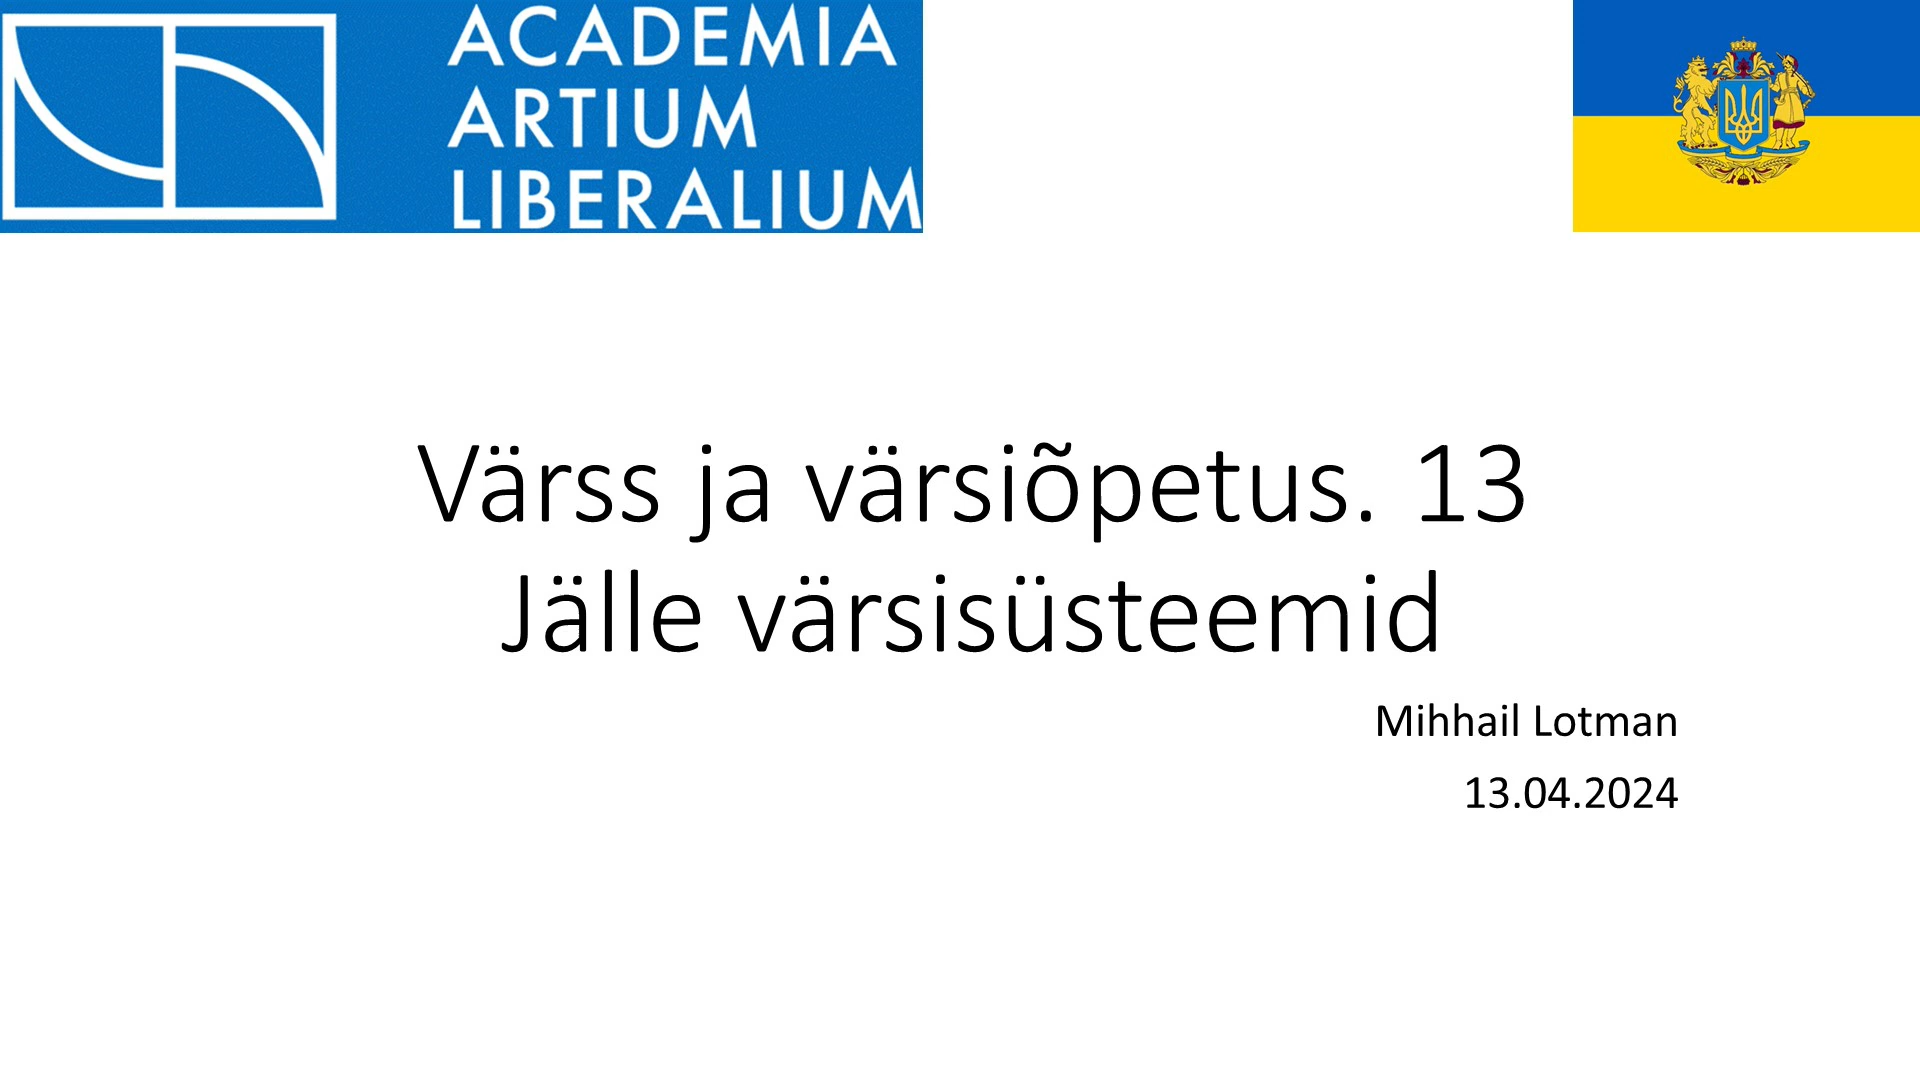 ACADEMIA
ARTIUM
LIBERALIUM
Värss ja värsiõpetus. 13
Jälle värsisüsteemid
Mihhail Lotman
13.04.2024